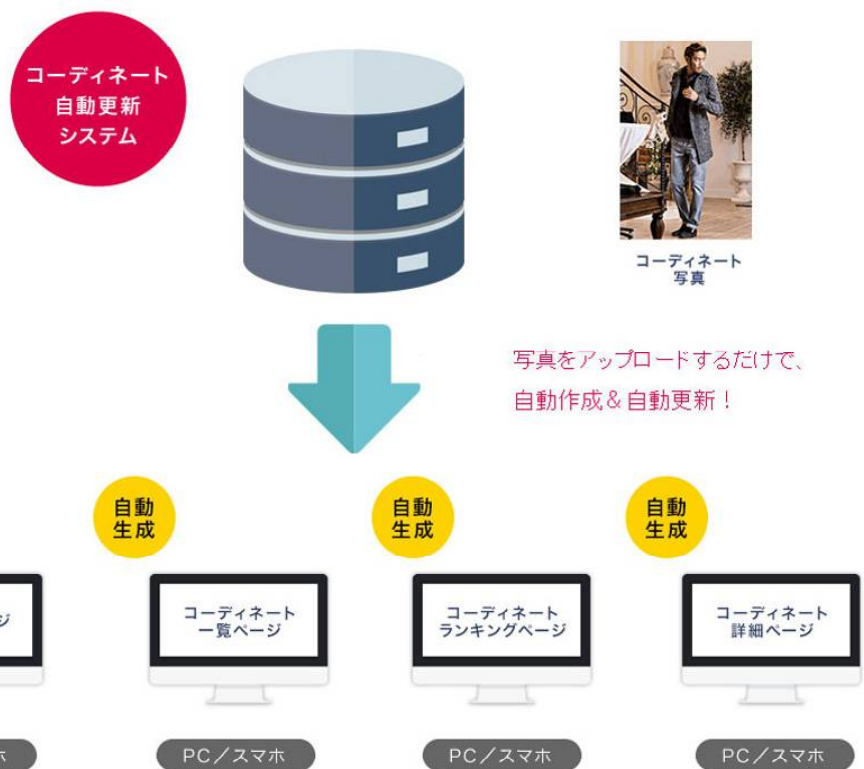 コーディネート
自動更新
システム
コーディネート
写真
写真をアップロードするだけで、
自動作成＆自動更新！
自動
生成
自動
生成
自動
生成
ジ
コーディネート
一覧ページ
コーディネート
ランキングページ
コーディネート
詳細ページ
ホ
PC／スマホ
PC／スマホ
PC／スマホ